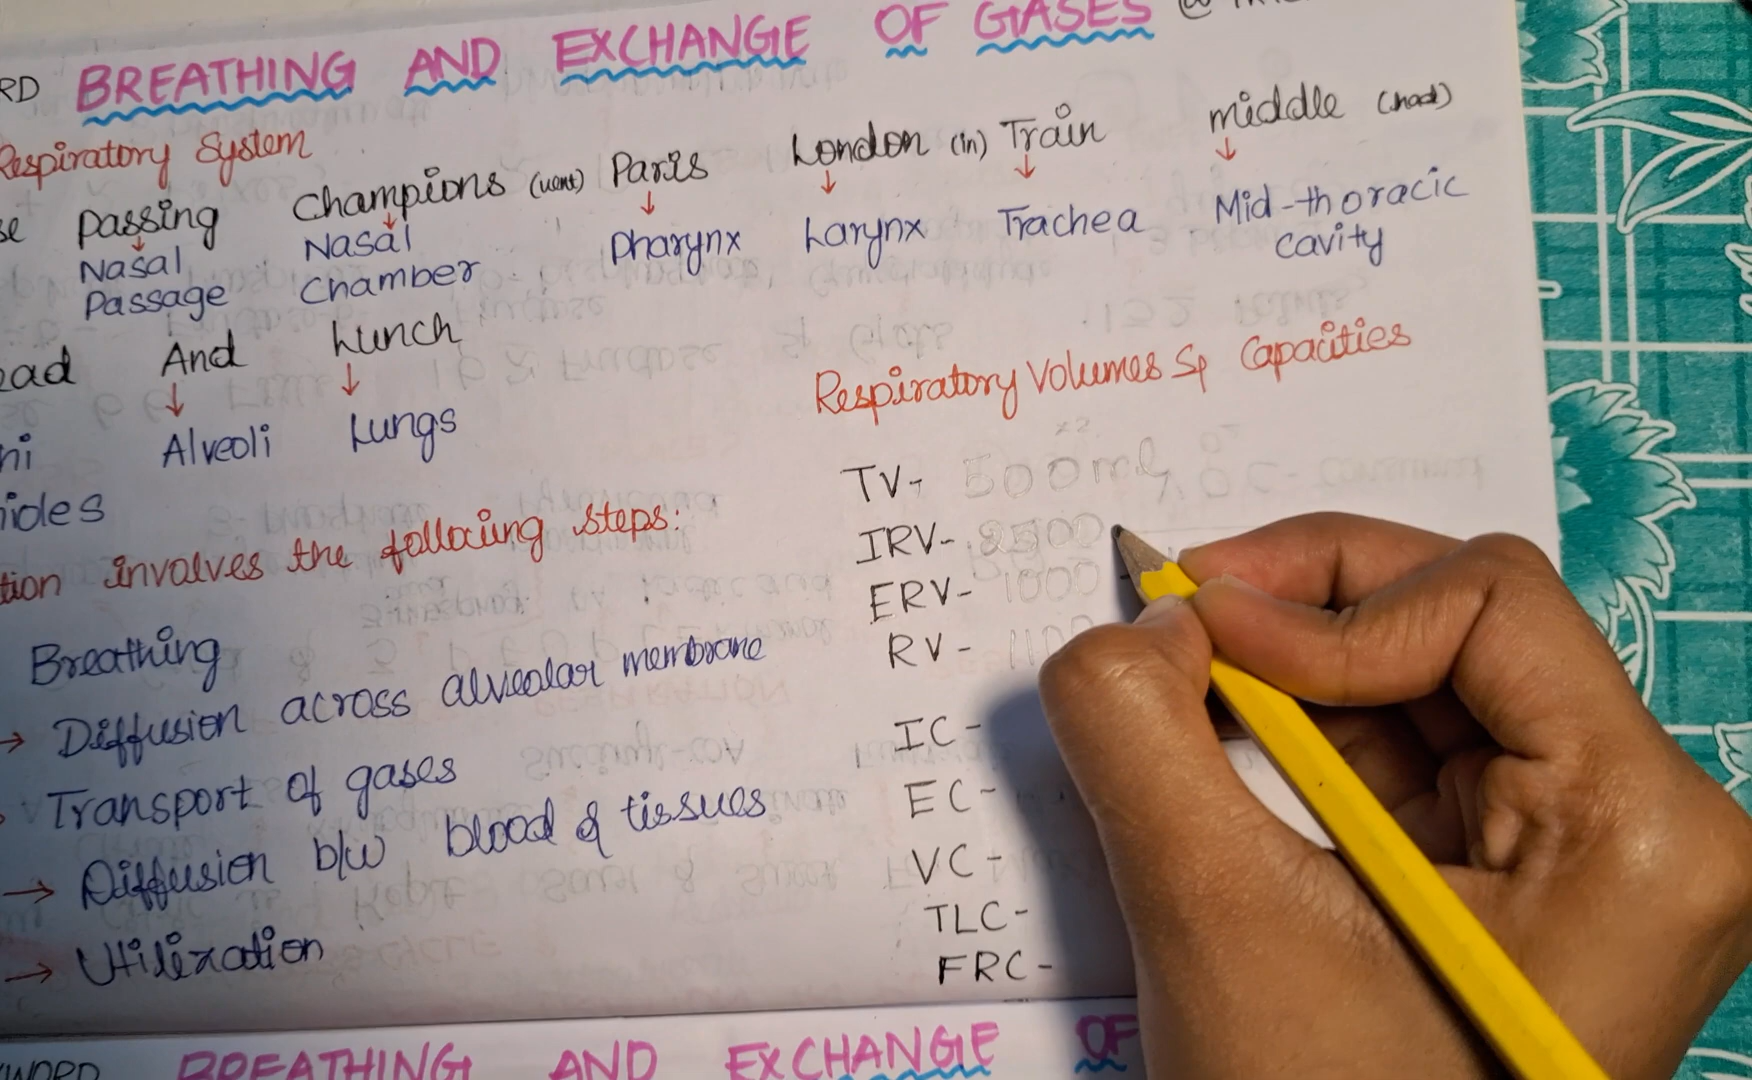 RD BREATHING AND EXCHANGE OF GASES @
Respiratory System
Passing Champions (went) Paris London (in) Train middle (had)
Nasal Passage Nasal Chamber Pharynx Larynx Trachea Mid-thoracic cavity
And Lunch
Alveoli Lungs
Respiratory Volumes & Capacities
involves the following steps:
Breathing
→ Diffusion across alveolar membrane
Transport of gases
→ Diffusion b/w blood & tissues
→ Utilization
TV- 500ml
IRV-
ERV- 1000
RV- 1100
IC-
EC-
VC-
TLC-
FRC-
BREATHING AND EXCHANGE OF